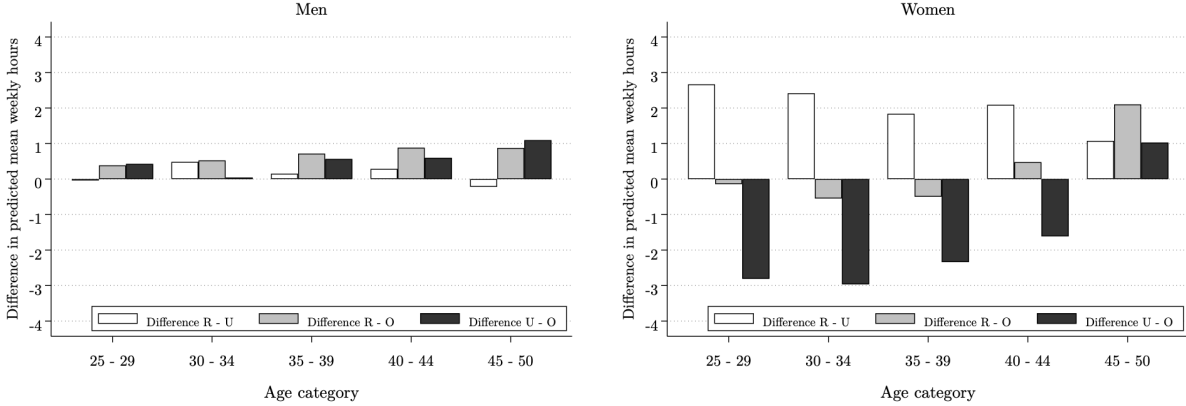 Men
Difference in predicted mean weekly hours
4
3
2
1
0
-1
-2
-3
-4
Difference R - U
Difference R - O
Difference U - O
25 - 29
30 - 34
35 - 39
40 - 44
45 - 50
Age category
Women
Difference in predicted mean weekly hours
4
3
2
1
0
-1
-2
-3
-4
Difference R - U
Difference R - O
Difference U - O
25 - 29
30 - 34
35 - 39
40 - 44
45 - 50
Age category